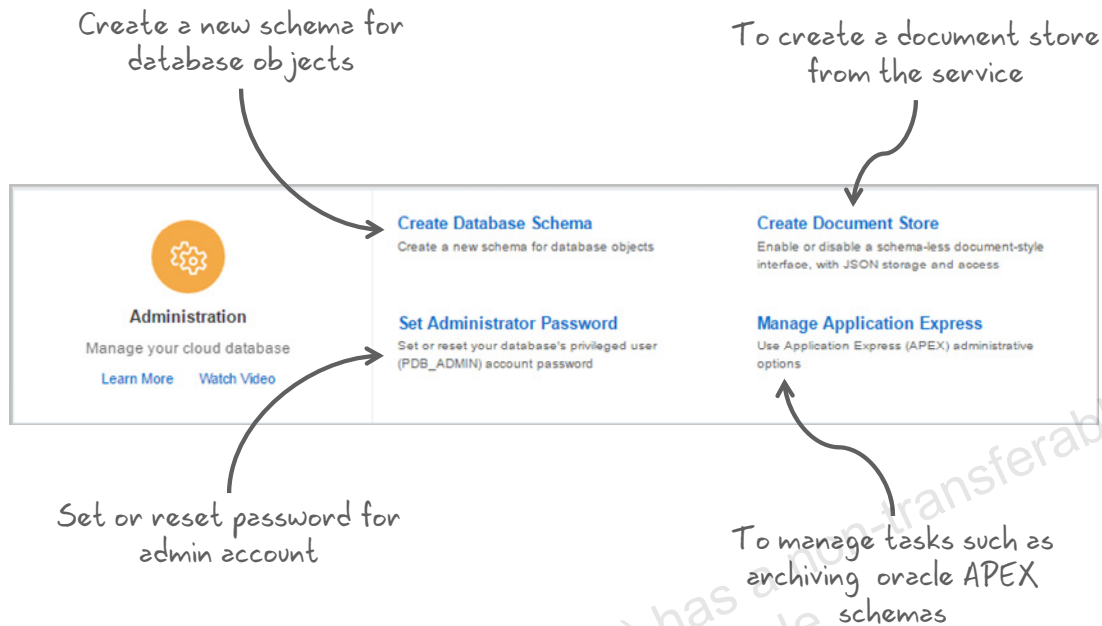 Create a new schema for
database objects
To create a document store
from the service
Administration
Manage your cloud database
Learn More Watch Video
Create Database Schema
Create a new schema for database objects
Set Administrator Password
Set or reset your database's privileged user
(PDB_ADMIN) account password
Create Document Store
Enable or disable a schema-less document-style
interface, with JSON storage and access
Manage Application Express
Use Application Express (APEX) administrative
options
Set or reset password for
admin account
To manage tasks such as
archiving oracle APEX
schemas
) has a non-transferabl